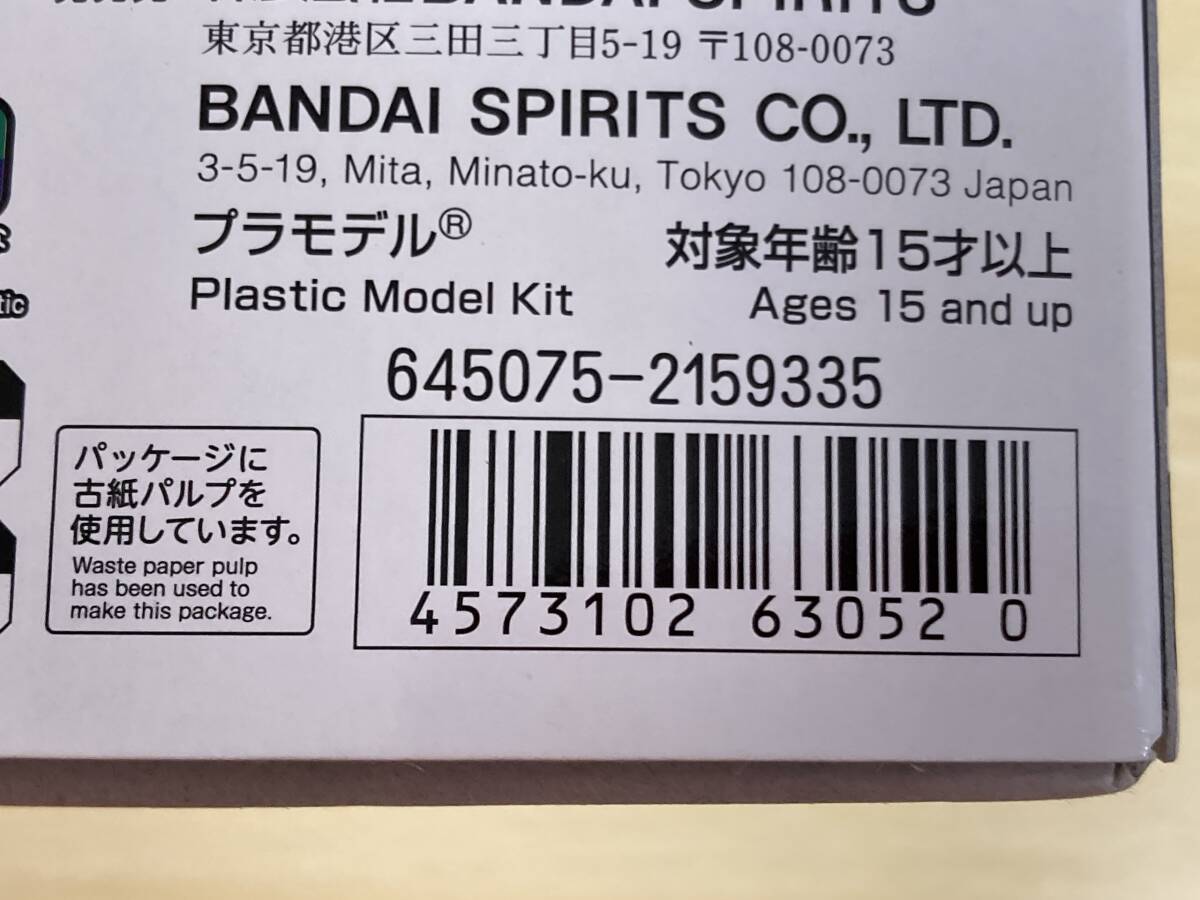 BANDAI SPIRITS
東京都港区三田三丁目5-19 〒108-0073
BANDAI SPIRITS CO., LTD.
3-5-19, Mita, Minato-ku, Tokyo 108-0073 Japan
プラモデル®
対象年齢15才以上
Plastic Model Kit
Ages 15 and up
645075-2159335
パッケージに
古紙パルプを
使用しています。
Waste paper pulp
has been used to
make this package.
4573102 63052 0